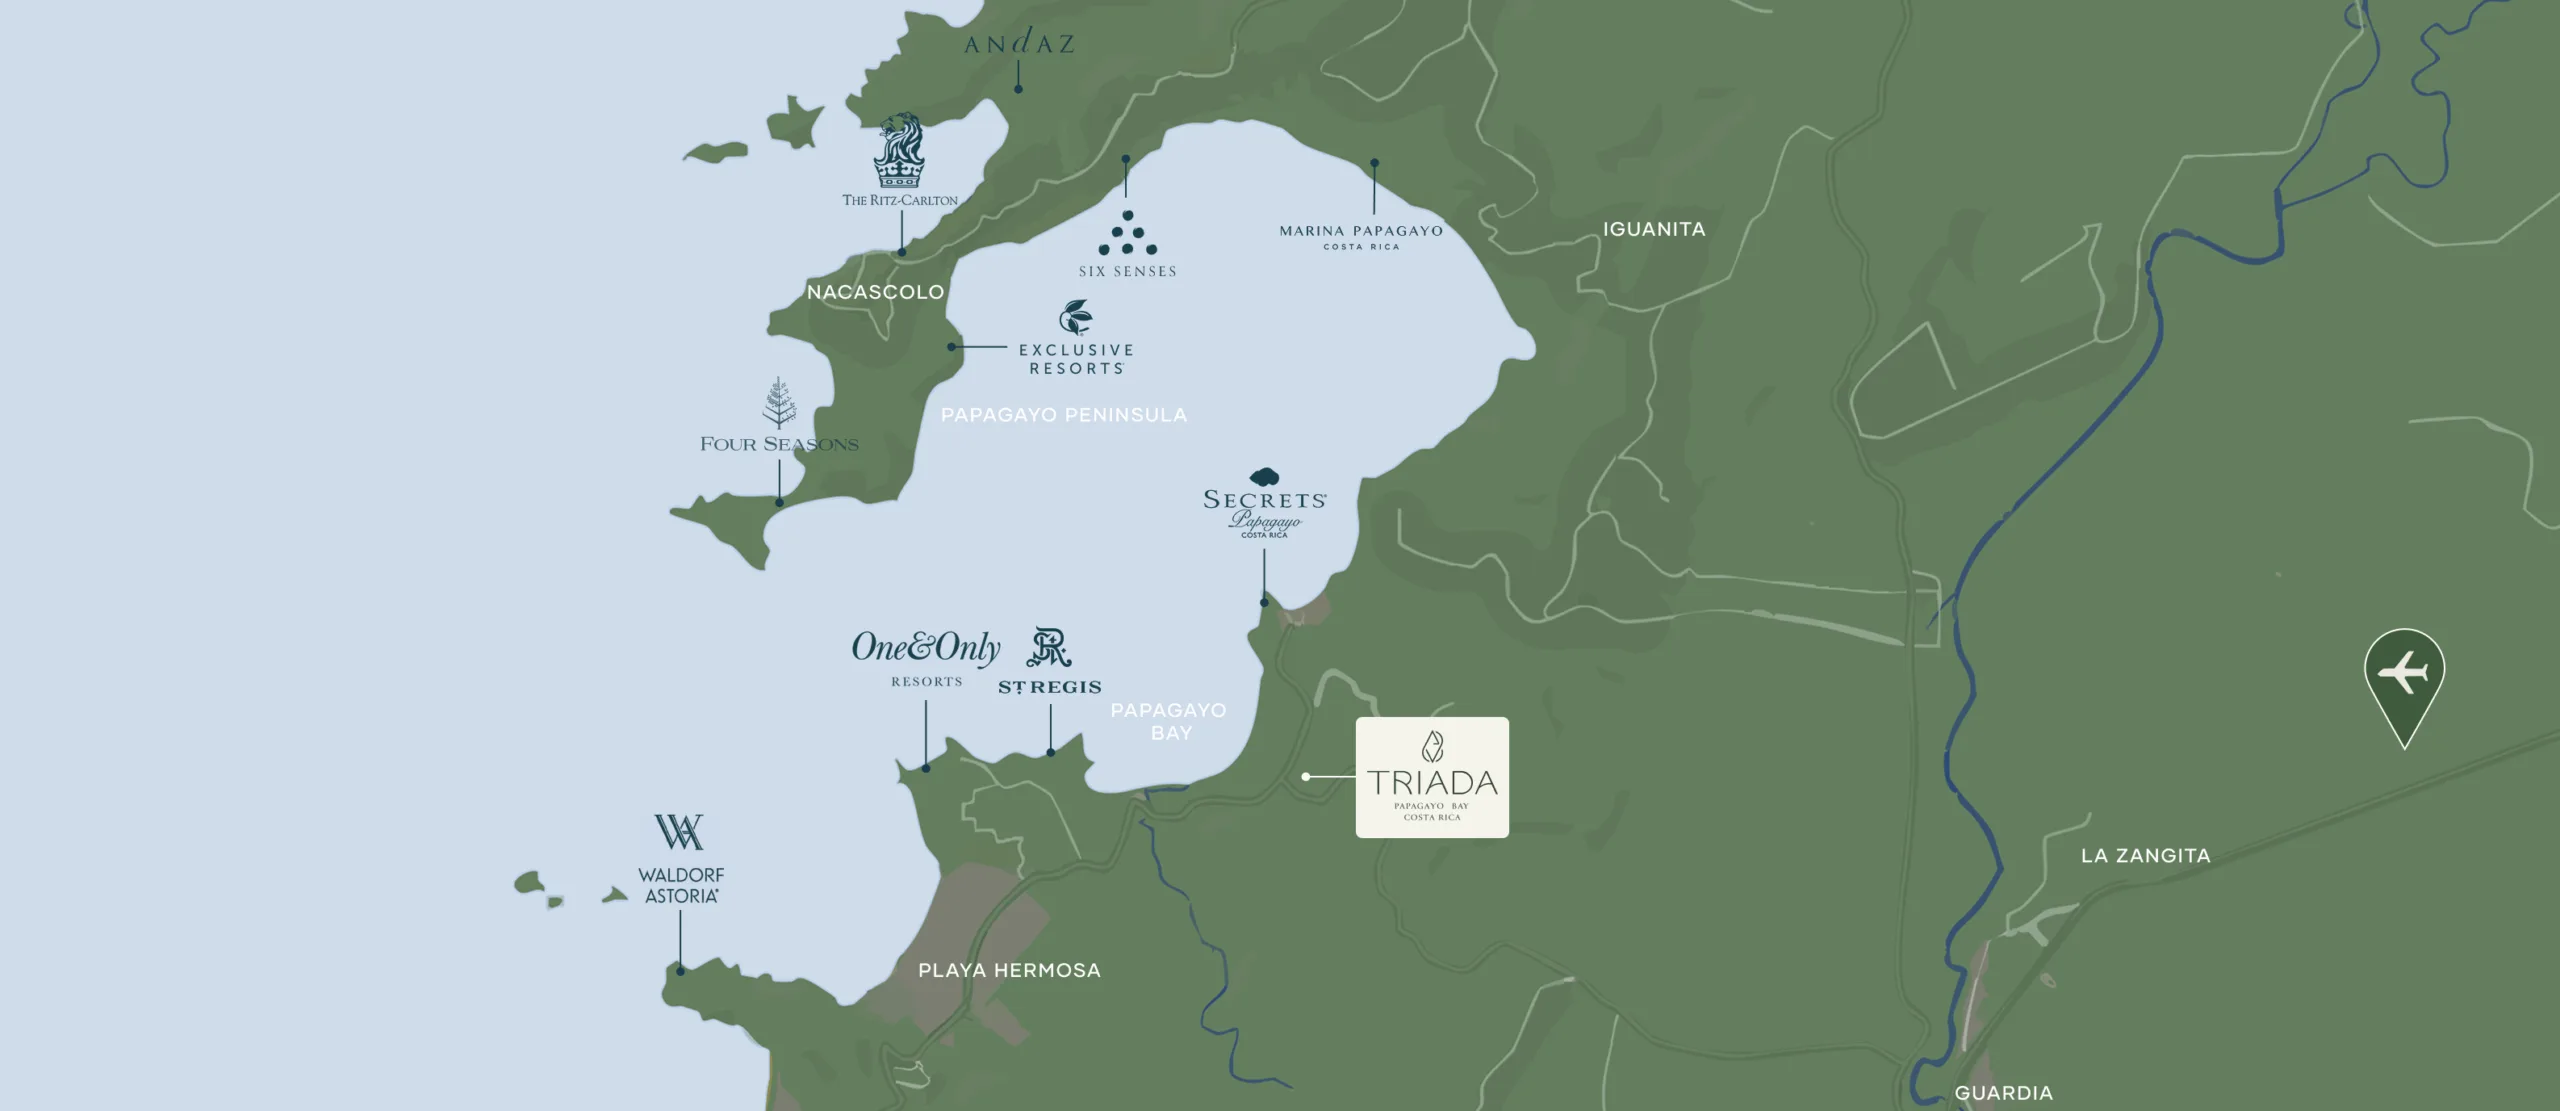 ANdAZ
THE RITZ-CARLTON
MARINA PAPAGAYO
COSTA RICA
IGUANITA
SIX SENSES
NACASCOLO
EXCLUSIVE
RESORTS
PAPAGAYO PENINSULA
FOUR SEASONS
SECRETS
Papagayo
COSTA RICA
One&Only
RESORTS
STR
ST REGIS
PAPAGAYO
BAY
TRIADA
PAPAGAYO BAY
COSTA RICA
WA
WALDORF
ASTORIA
LA ZANGITA
PLAYA HERMOSA
GUARDIA